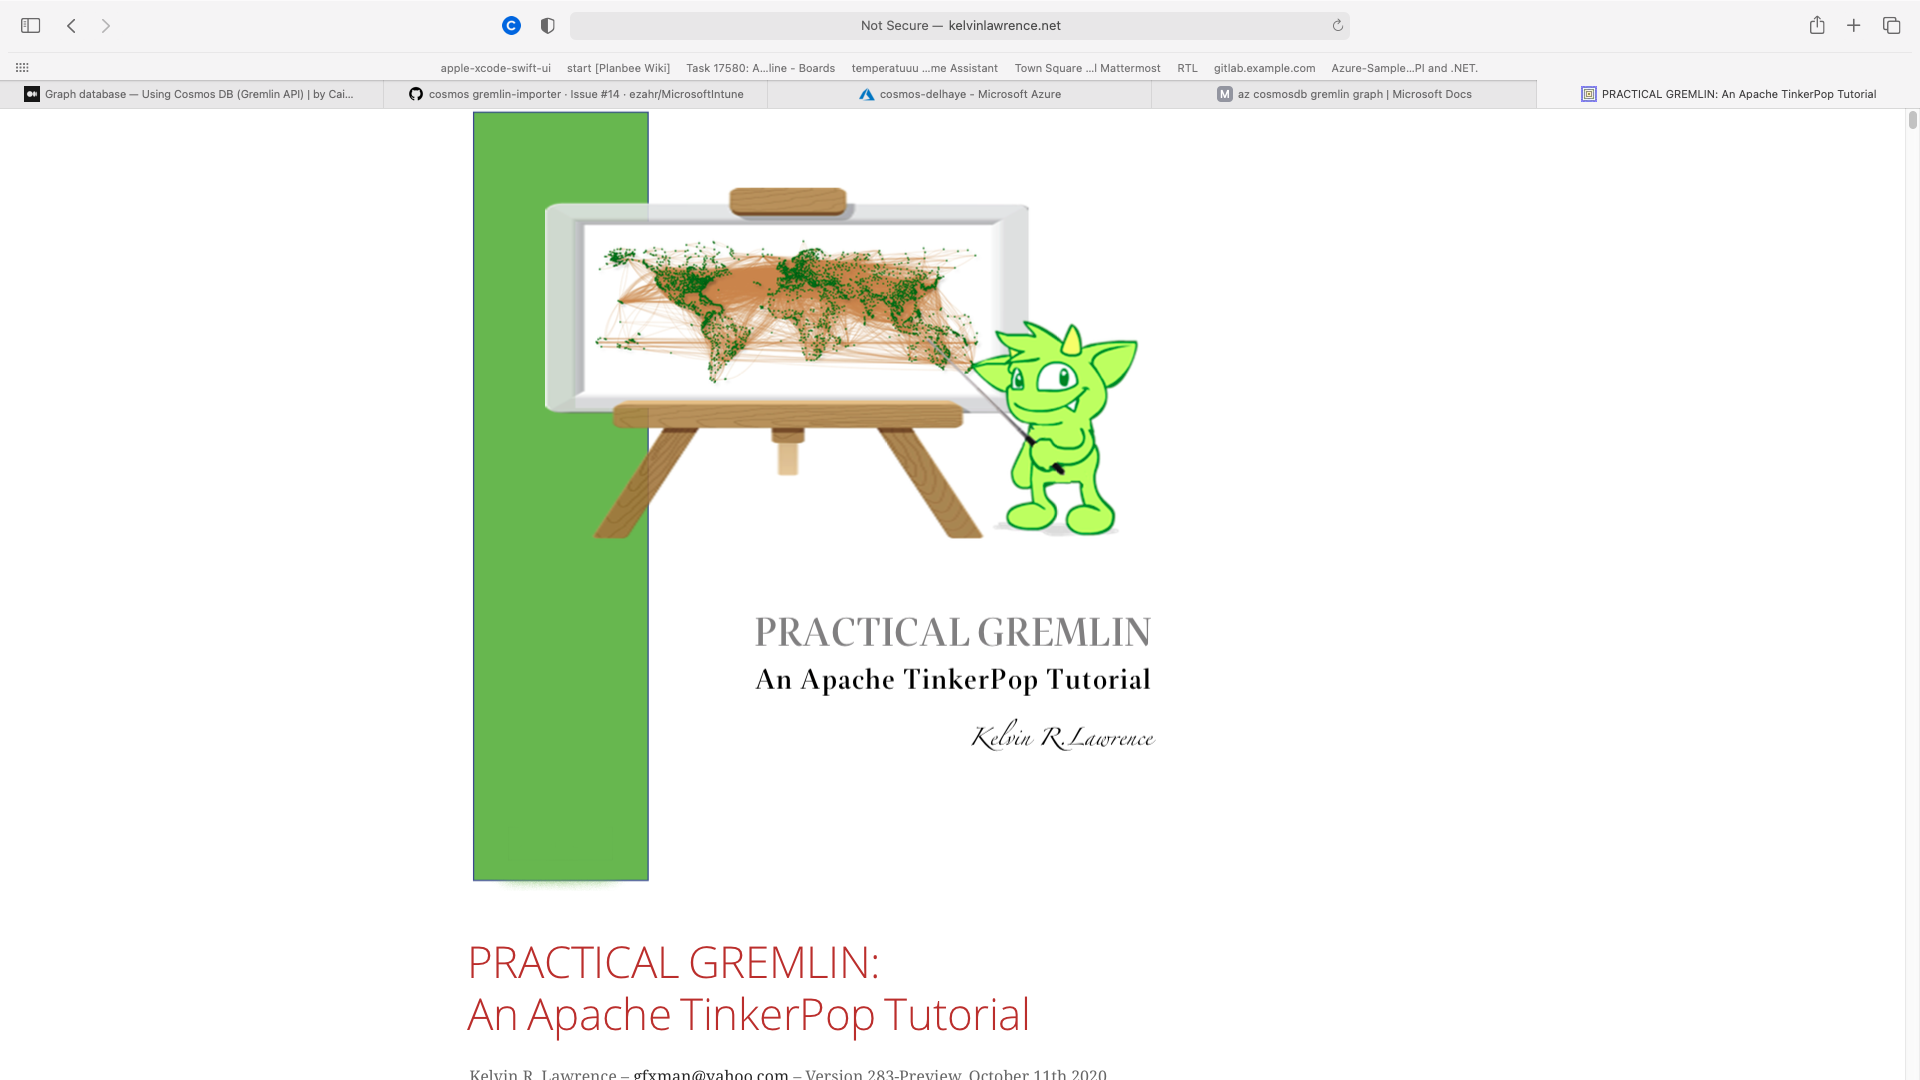 Not Secure — kelvinlawrence.net
apple-xcode-swift-ui start [Planbee Wiki] Task 17580: A...line - Boards temperatuuu ...me Assistant Town Square ...l Mattermost RTL gitlab.example.com Azure-Sample...PI and .NET.
Graph database — Using Cosmos DB (Gremlin API) | by Cai... cosmos gremlin-importer · Issue #14 · ezahr/MicrosoftIntune cosmos-delhaye - Microsoft Azure M az cosmosdb gremlin graph | Microsoft Docs PRACTICAL GREMLIN: An Apache TinkerPop Tutorial
PRACTICAL GREMLIN
An Apache TinkerPop Tutorial
Kelvin R.Lawrence
PRACTICAL GREMLIN:
An Apache TinkerPop Tutorial
Kelvin R. Lawrence – gfxman@yahoo.com – Version 283-Preview, October 11th 2020